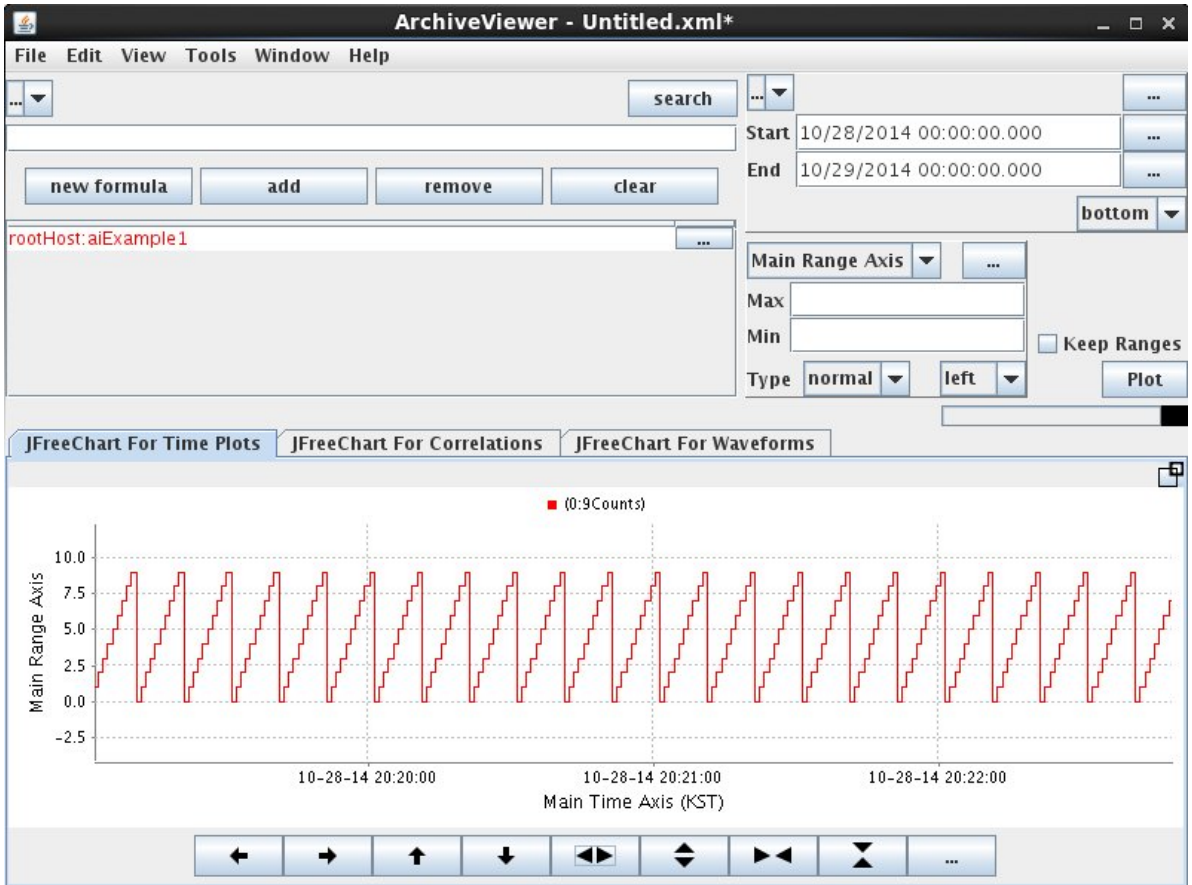 ArchiveViewer - Untitled.xml*
File Edit View Tools Window Help
... search
new formula add remove clear
rootHost:aiExample1 ...
... ...
Start 10/28/2014 00:00:00.000 ...
End 10/29/2014 00:00:00.000 ...
bottom
Main Range Axis ...
Max
Min
Keep Ranges
Type normal left Plot
JFreeChart For Time Plots JFreeChart For Correlations JFreeChart For Waveforms
(0:9Counts)
Main Range Axis
10.0
7.5
5.0
2.5
0.0
-2.5
10-28-14 20:20:00 10-28-14 20:21:00 10-28-14 20:22:00
Main Time Axis (KST)
...